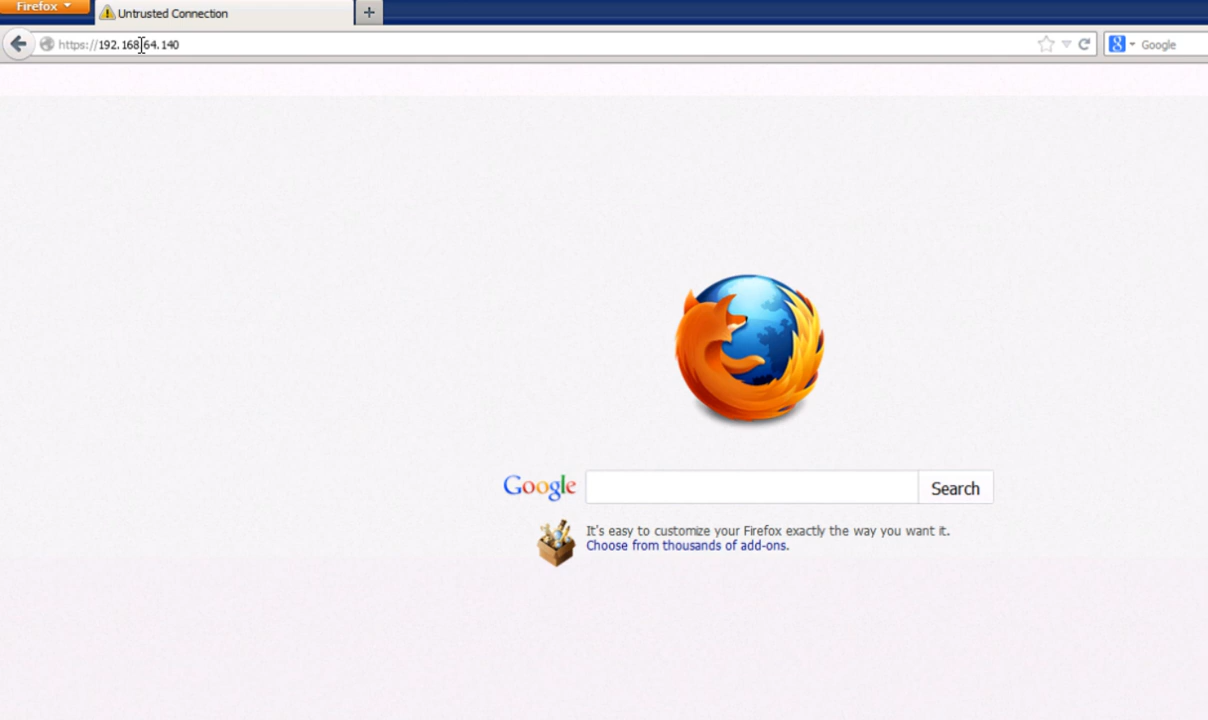 Firefox
Untrusted Connection
https://192.168.64.140
Google
Google
Search
It's easy to customize your Firefox exactly the way you want it.
Choose from thousands of add-ons.